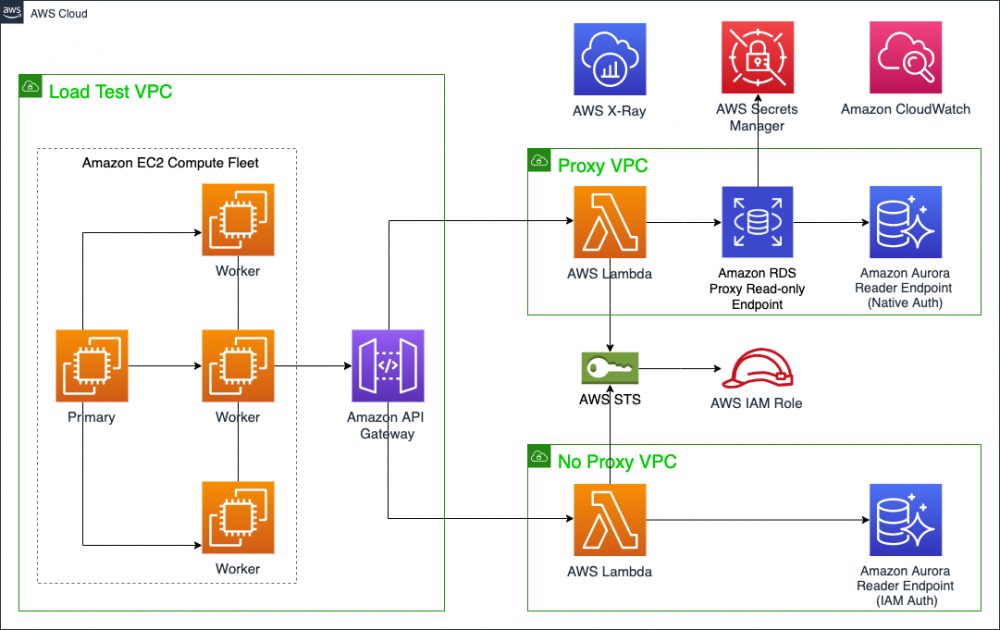 aws
AWS Cloud
AWS X-Ray
AWS Secrets
Manager
Amazon CloudWatch
Load Test VPC
Amazon EC2 Compute Fleet
Worker
Primary
Worker
Worker
Amazon API
Gateway
Proxy VPC
AWS Lambda
Amazon RDS
Proxy Read-only
Endpoint
Amazon Aurora
Reader Endpoint
(Native Auth)
AWS STS
AWS IAM Role
No Proxy VPC
AWS Lambda
Amazon Aurora
Reader Endpoint
(IAM Auth)